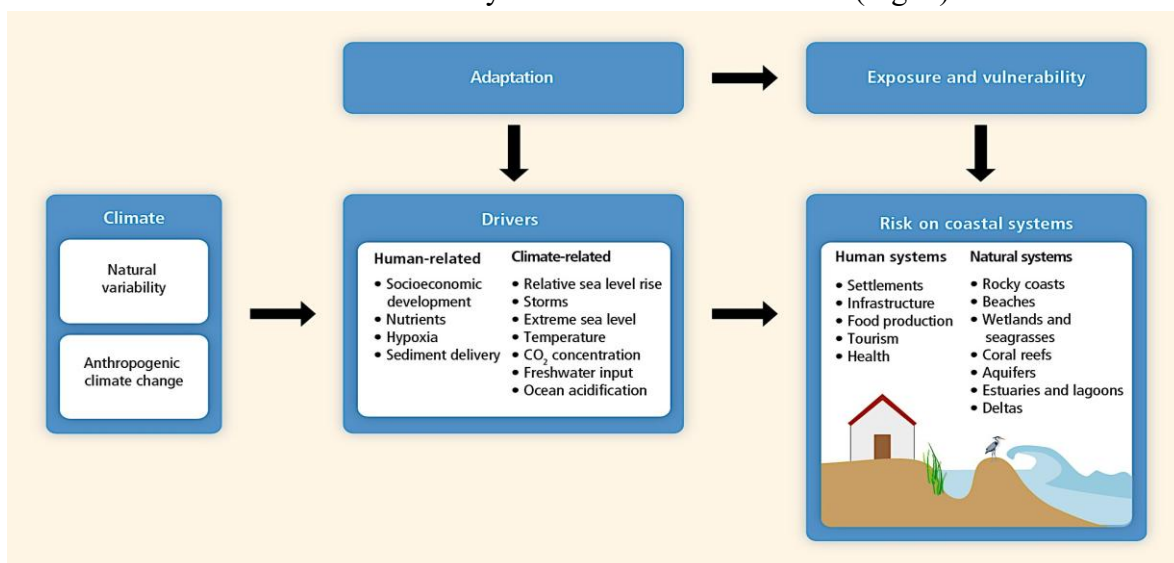 Adaptation
Exposure and vulnerability
Climate
Natural
variability
Anthropogenic
climate change
Drivers
Human-related
• Socioeconomic
development
• Nutrients
• Hypoxia
• Sediment delivery
Climate-related
• Relative sea level rise
• Storms
• Extreme sea level
• Temperature
• CO₂ concentration
• Freshwater input
• Ocean acidification
Risk on coastal systems
Human systems
• Settlements
• Infrastructure
• Food production
• Tourism
• Health
Natural systems
• Rocky coasts
• Beaches
• Wetlands and
seagrasses
• Coral reefs
• Aquifers
• Estuaries and lagoons
• Deltas